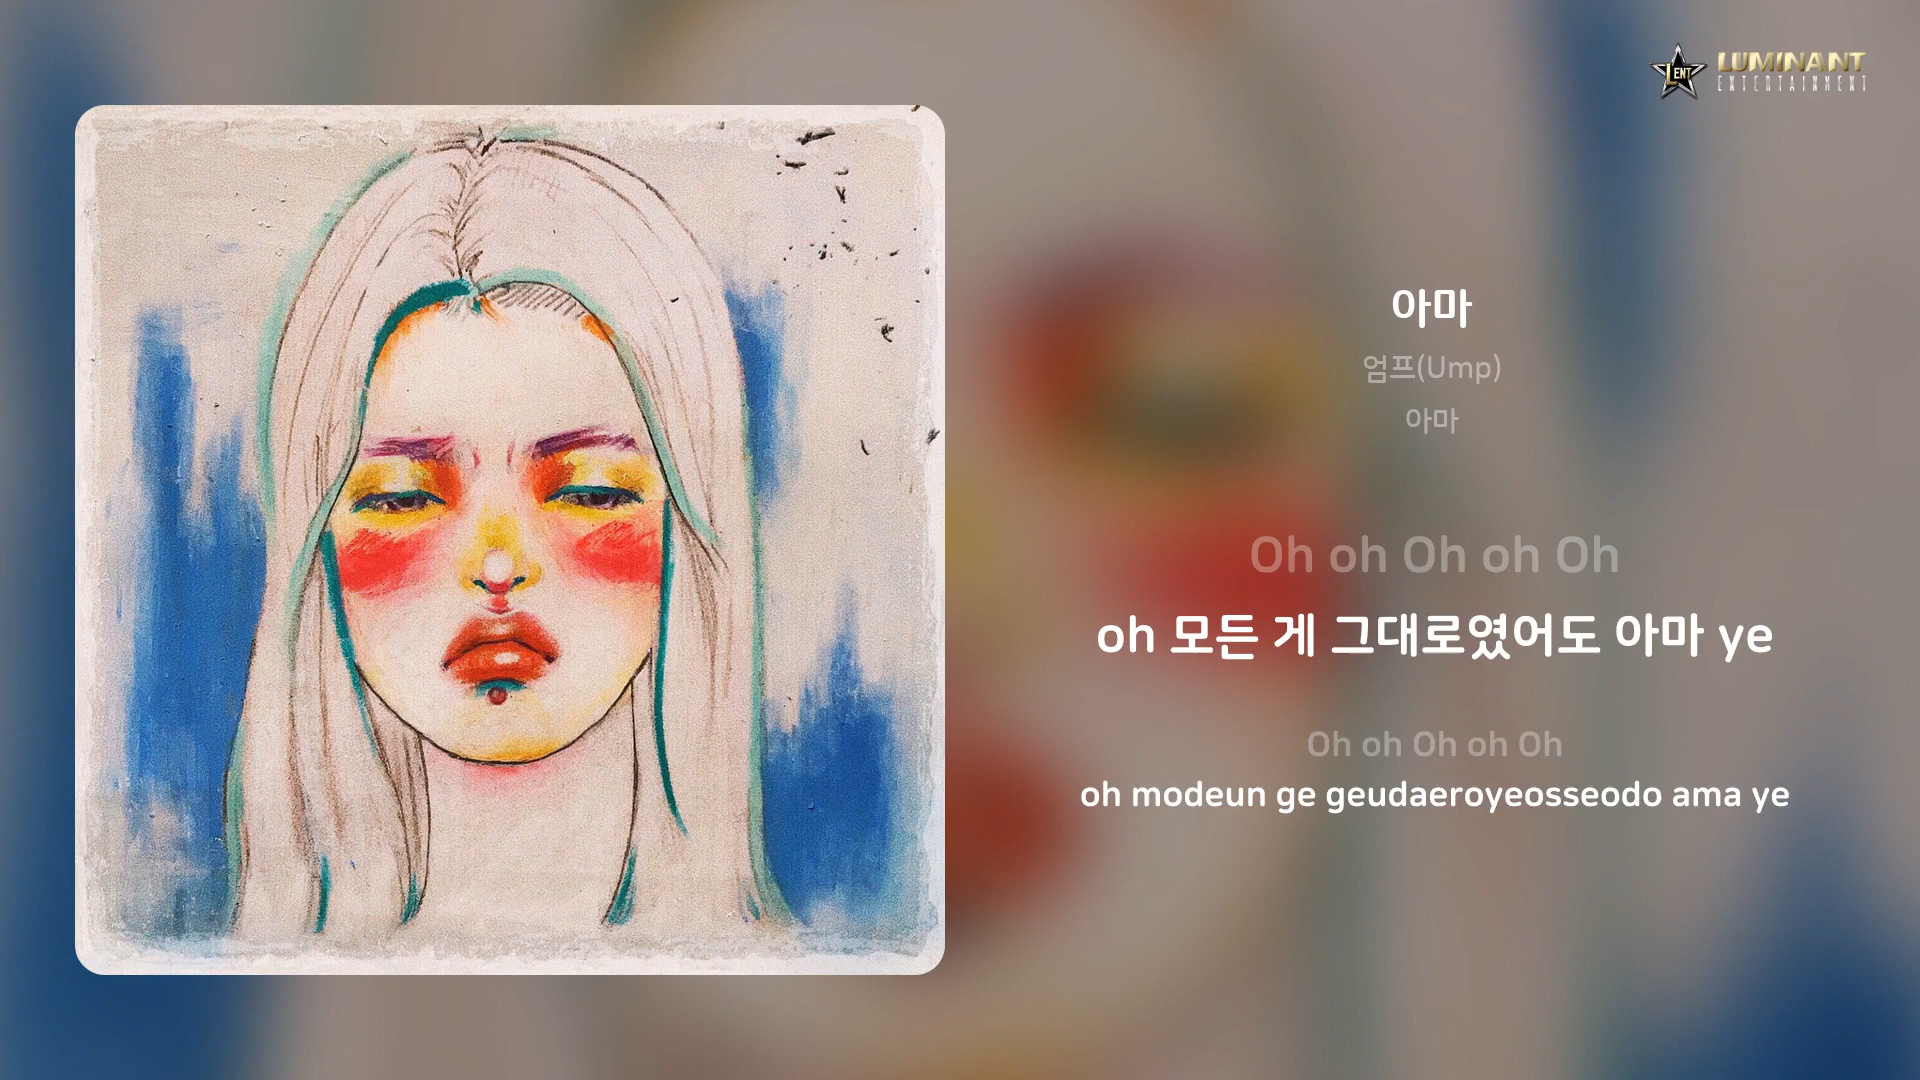 LENT
LUMINANT
ENTERTAINMENT
아마
엄프(Ump)
아마
Oh oh Oh oh Oh
oh 모든 게 그대로였어도 아마 ye
Oh oh Oh oh Oh
oh modeun ge geudaeroyeosseodo ama ye